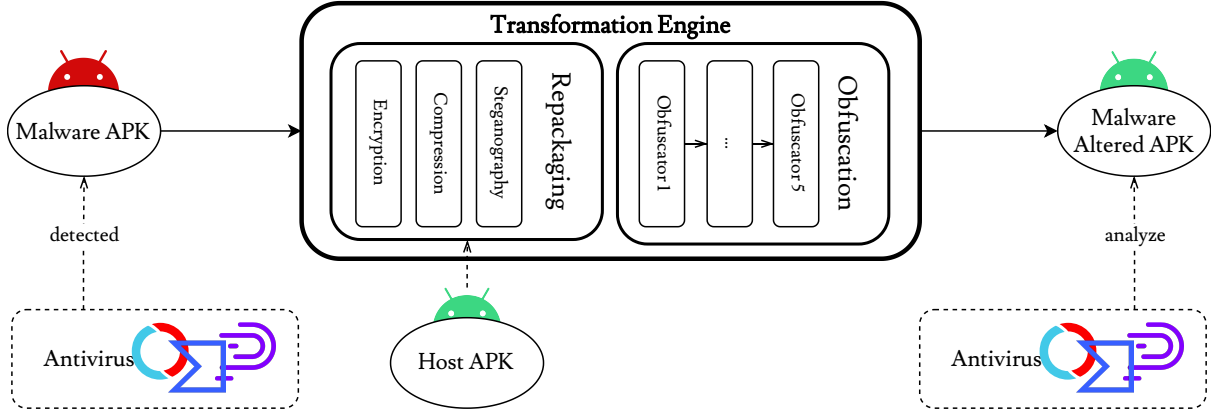 Transformation Engine
Malware APK
Encryption
Compression
Steganography
Repackaging
Obfuscator 1
...
Obfuscator 5
Obfuscation
Malware
Altered APK
detected
analyze
Antivirus
Host APK
Antivirus